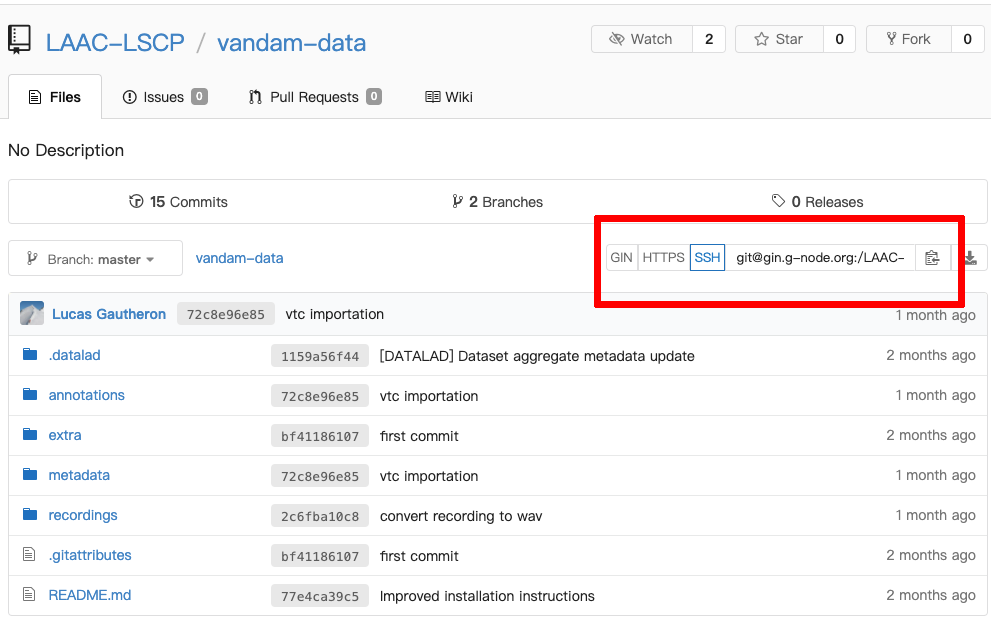 LAAC-LSCP / vandam-data
Watch 2 Star 0 Fork 0
Files Issues 0 Pull Requests 0 Wiki
No Description
15 Commits 2 Branches 0 Releases
Branch: master vandam-data GIN HTTPS SSH git@gin.g-node.org:/LAAC-
Lucas Gautheron 72c8e96e85 vtc importation 1 month ago
.datalad 1159a56f44 [DATALAD] Dataset aggregate metadata update 2 months ago
annotations 72c8e96e85 vtc importation 1 month ago
extra bf41186107 first commit 2 months ago
metadata 72c8e96e85 vtc importation 1 month ago
recordings 2c6fba10c8 convert recording to wav 1 month ago
.gitattributes bf41186107 first commit 2 months ago
README.md 77e4ca39c5 Improved installation instructions 2 months ago